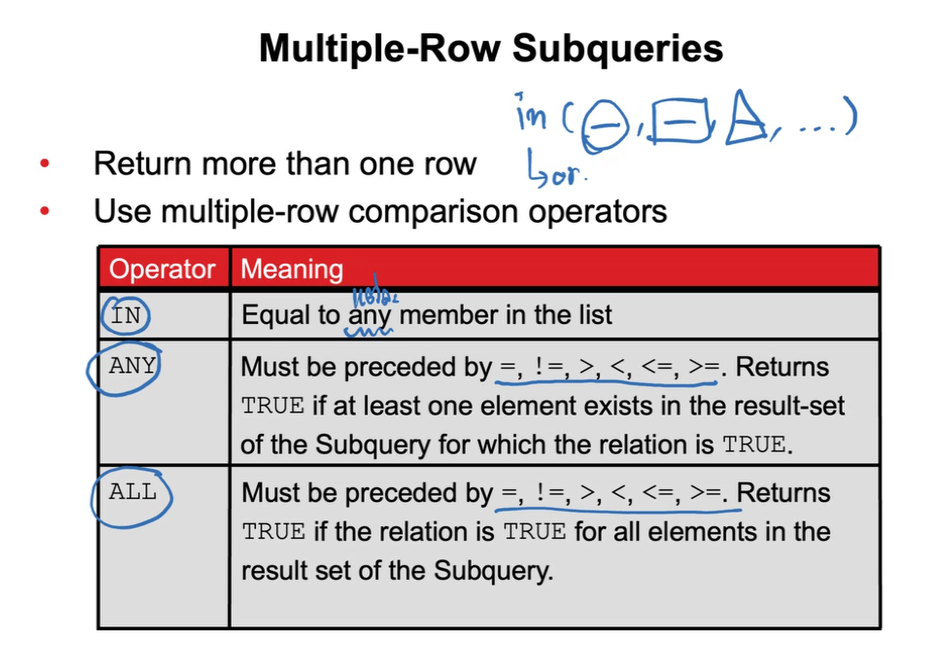 Multiple-Row Subqueries
in ( , , , ...)
• Return more than one row
↳or.
• Use multiple-row comparison operators
Operator Meaning
IN Equal to any member in the list
ANY Must be preceded by =, !=, >, <, <=, >=. Returns
TRUE if at least one element exists in the result-set
of the Subquery for which the relation is TRUE.
ALL Must be preceded by =, !=, >, <, <=, >=. Returns
TRUE if the relation is TRUE for all elements in the
result set of the Subquery.